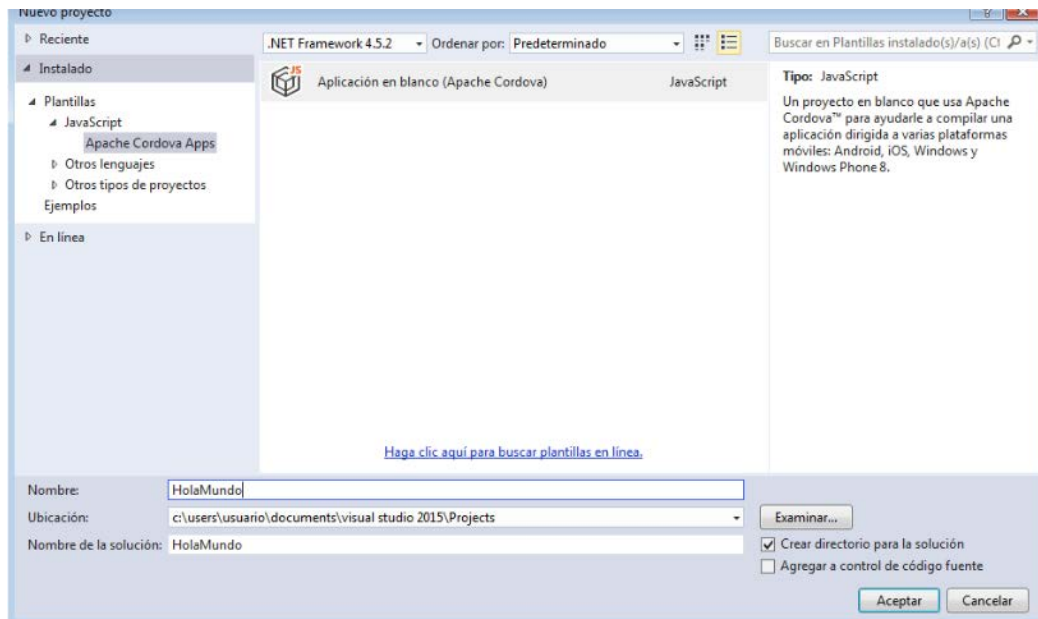 Nuevo proyecto
Reciente
Instalado
Plantillas
JavaScript
Apache Cordova Apps
Otros lenguajes
Otros tipos de proyectos
Ejemplos
En línea
.NET Framework 4.5.2 Ordenar por: Predeterminado
JS
Aplicación en blanco (Apache Cordova) JavaScript
Haga clic aquí para buscar plantillas en línea.
Buscar en Plantillas instalado(s)/a(s) (Ct
Tipo: JavaScript
Un proyecto en blanco que usa Apache
Cordova™ para ayudarle a compilar una
aplicación dirigida a varias plataformas
móviles: Android, iOS, Windows y
Windows Phone 8.
Nombre: HolaMundo
Ubicación: c:\users\usuario\documents\visual studio 2015\Projects
Examinar...
Nombre de la solución: HolaMundo
Crear directorio para la solución
Agregar a control de código fuente
Aceptar Cancelar